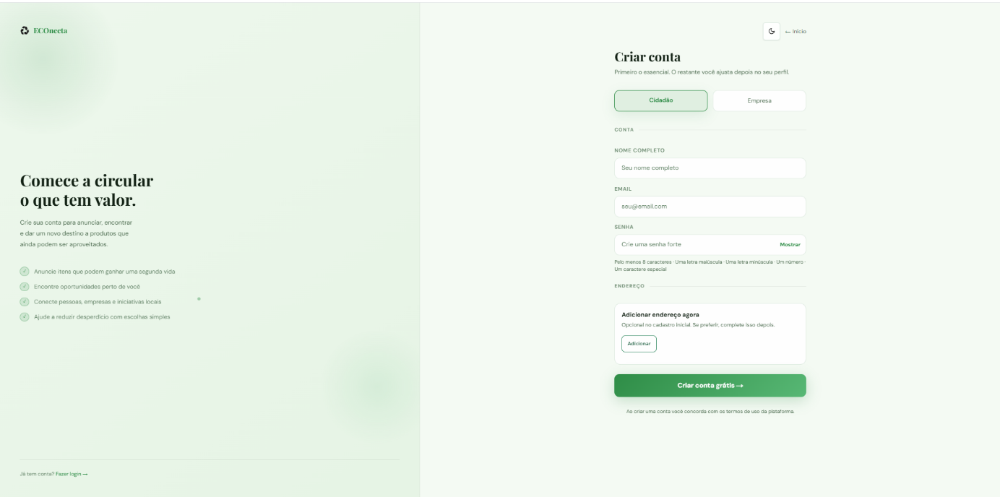 ECOnecta
Comece a circular
o que tem valor.
Crie sua conta para anunciar, encontrar
e dar um novo destino a produtos que
ainda podem ser aproveitados.
✓ Anuncie itens que podem ganhar uma segunda vida
✓ Encontre oportunidades perto de você
✓ Conecte pessoas, empresas e iniciativas locais
✓ Ajude a reduzir desperdício com escolhas simples
Já tem conta? Fazer login →
← Início
Criar conta
Primeiro o essencial. O restante você ajusta depois no seu perfil.
Cidadão
Empresa
CONTA
NOME COMPLETO
Seu nome completo
EMAIL
seu@email.com
SENHA
Crie uma senha forte
Mostrar
Pelo menos 8 caracteres · Uma letra maiúscula · Uma letra minúscula · Um número ·
Um caractere especial
ENDEREÇO
Adicionar endereço agora
Opcional no cadastro inicial. Se preferir, complete isso depois.
Adicionar
Criar conta grátis →
Ao criar uma conta você concorda com os termos de uso da plataforma.